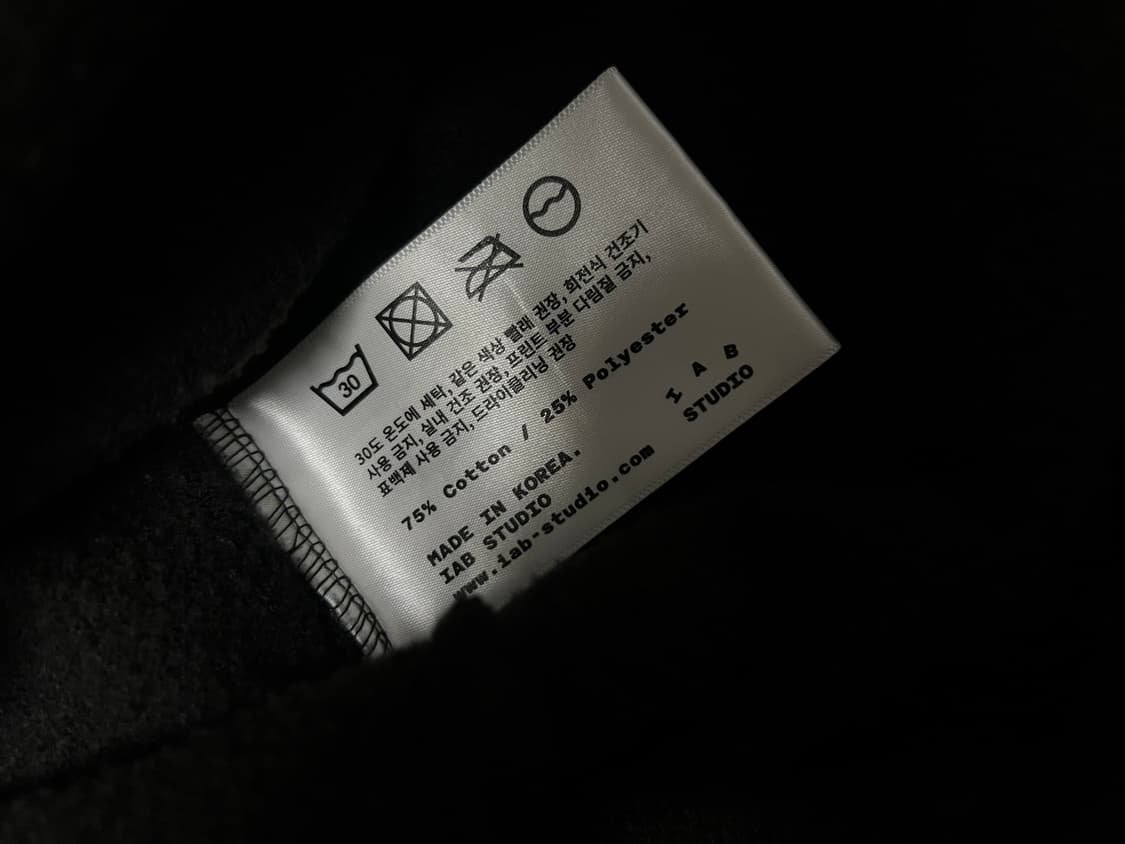 30
30도 온도에 세탁, 같은 색상 빨래 권장, 회전식 건조기
사용 금지, 실내 건조 권장, 프린트 부분 다림질 금지,
표백제 사용 금지, 드라이클리닝 권장
75% Cotton / 25% Polyester
MADE IN KOREA.
IAB STUDIO
www.iab-studio.com
I A B
STUDIO